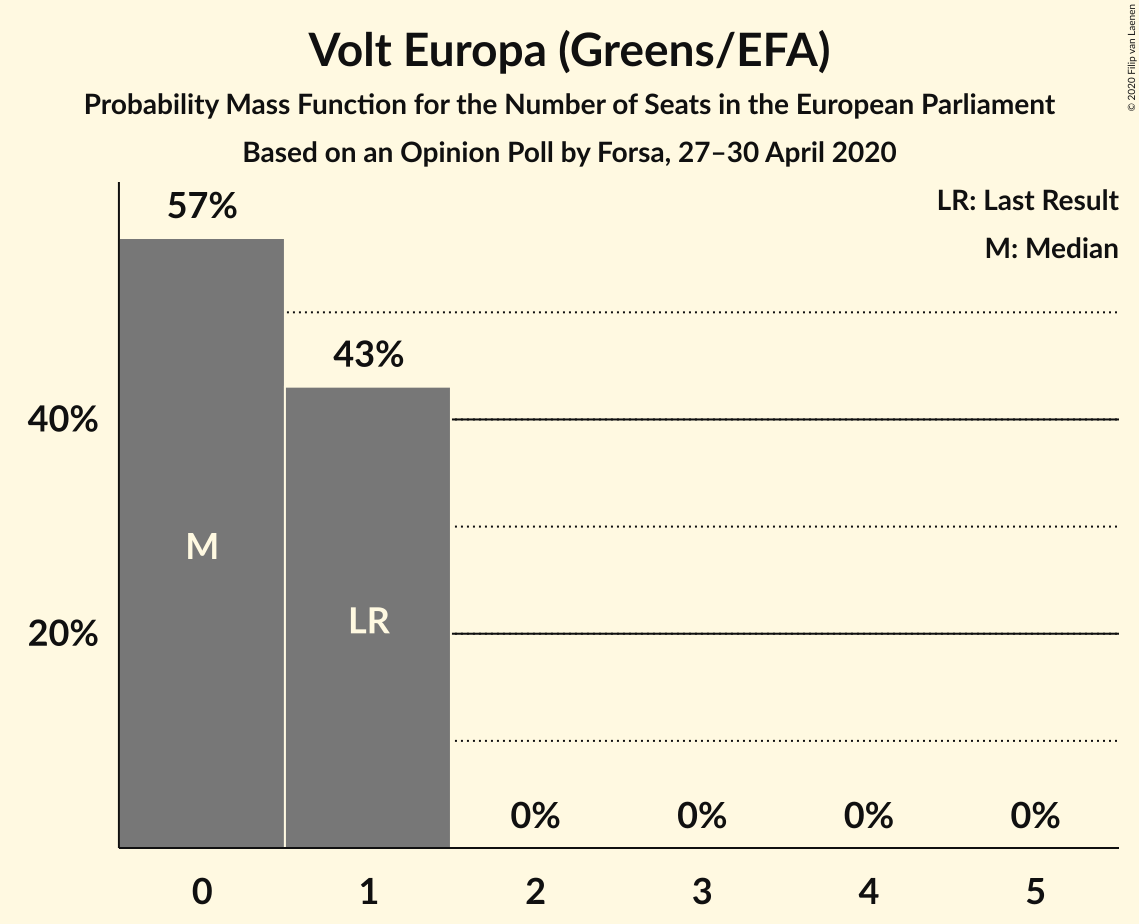 Volt Europa (Greens/EFA)
Probability Mass Function for the Number of Seats in the European Parliament
Based on an Opinion Poll by Forsa, 27–30 April 2020
© 2020 Filip van Laenen
LR: Last Result
M: Median
57%
43%
40%
20%
M
LR
0%
0%
0%
0%
0
1
2
3
4
5